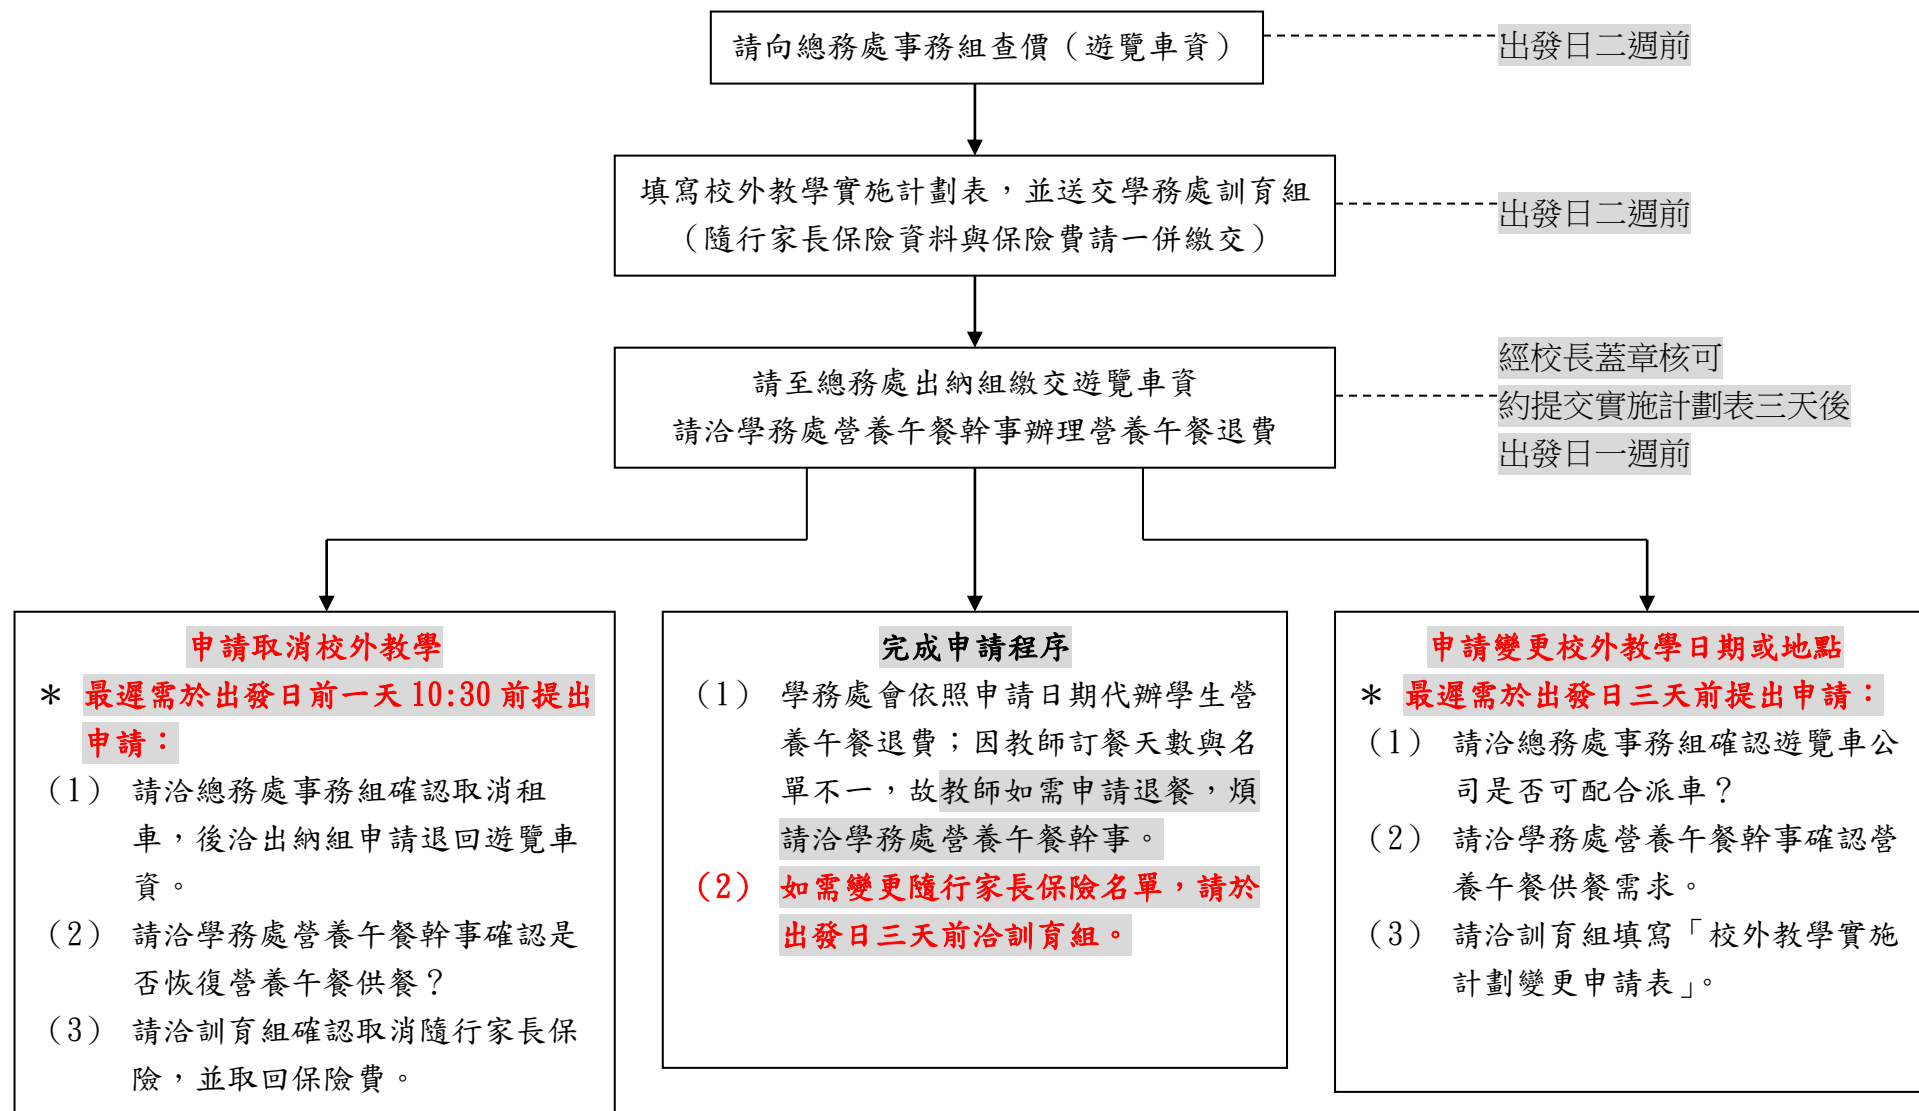 請向總務處事務組查價（遊覽車資）
出發日二週前
填寫校外教學實施計劃表，並送交學務處訓育組
（隨行家長保險資料與保險費請一併繳交）
出發日二週前
請至總務處出納組繳交遊覽車資
請洽學務處營養午餐幹事辦理營養午餐退費
經校長蓋章核可
約提交實施計劃表三天後
出發日一週前
申請取消校外教學
* 最遲需於出發日前一天 10:30 前提出
申請：
（1） 請洽總務處事務組確認取消租
車，後洽出納組申請退回遊覽車
資。
（2） 請洽學務處營養午餐幹事確認是
否恢復營養午餐供餐？
（3） 請洽訓育組確認取消隨行家長保
險，並取回保險費。
完成申請程序
（1） 學務處會依照申請日期代辦學生營
養午餐退費；因教師訂餐天數與名
單不一，故教師如需申請退餐，煩
請洽學務處營養午餐幹事。
（2） 如需變更隨行家長保險名單，請於
出發日三天前洽訓育組。
申請變更校外教學日期或地點
* 最遲需於出發日三天前提出申請：
（1） 請洽總務處事務組確認遊覽車公
司是否可配合派車？
（2） 請洽學務處營養午餐幹事確認營
養午餐供餐需求。
（3） 請洽訓育組填寫「校外教學實施
計劃變更申請表」。